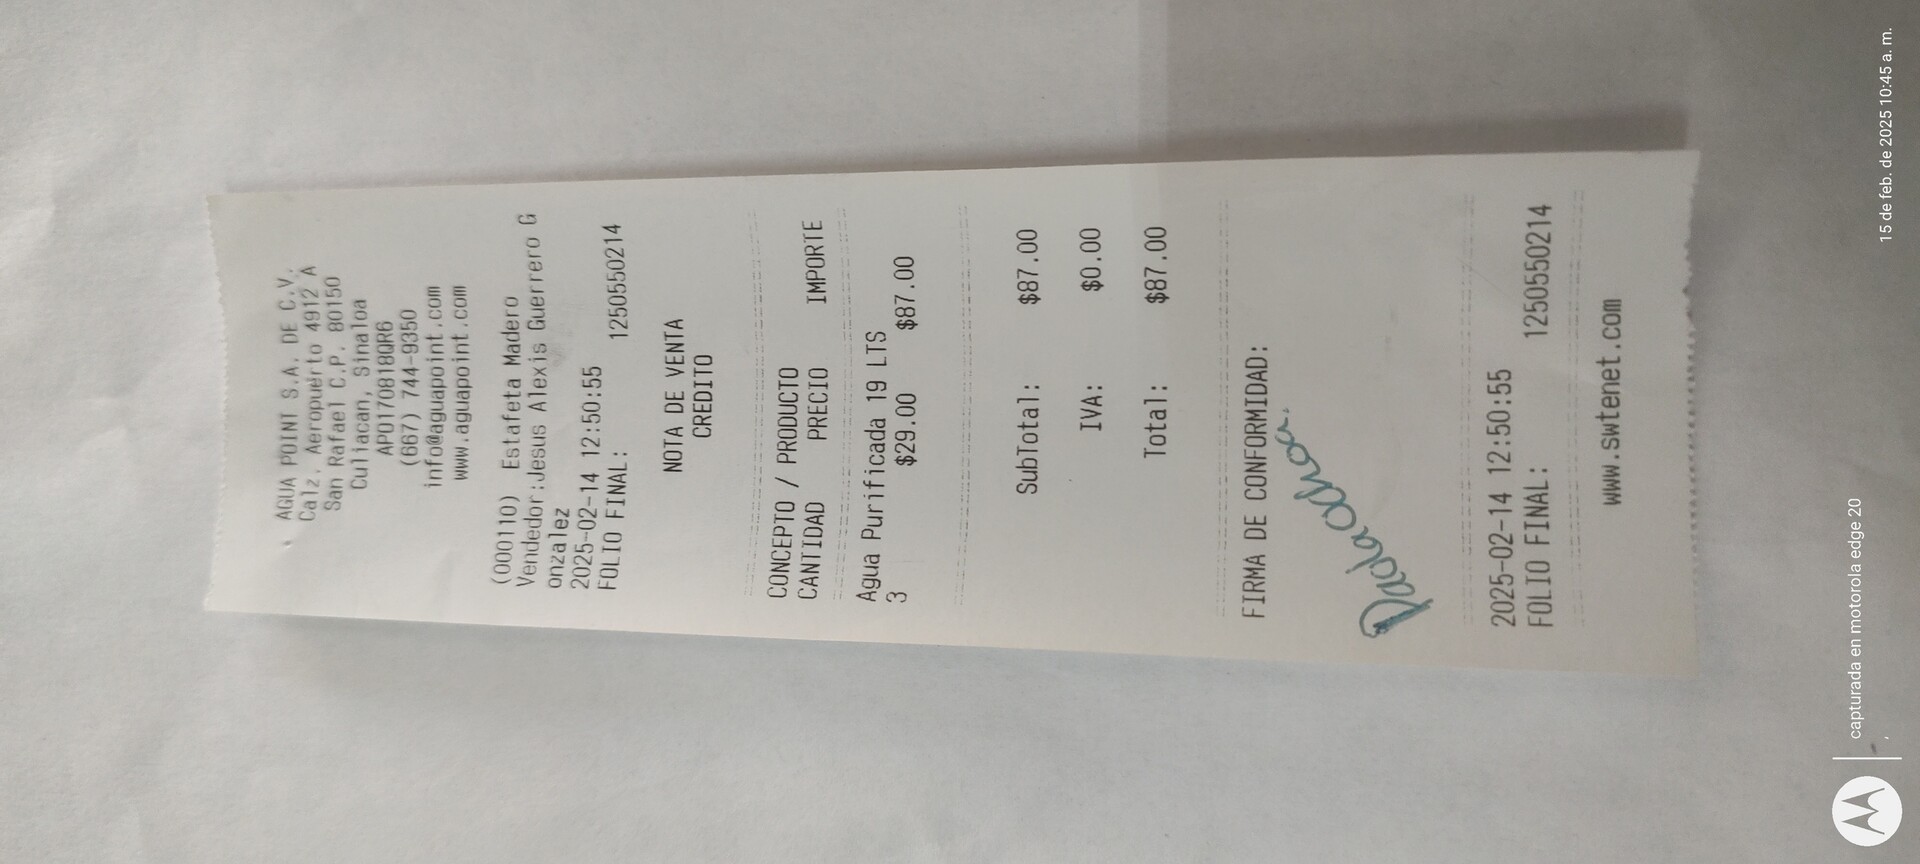 AGUA POINT S.A. DE C.V.
Calz. Aeropuerto 4912 A
San Rafael C.P. 80150
Culiacan, Sinaloa
APO170818QR6
(667) 744-9350
info@aguapoint.com
www.aguapoint.com
(000110) Estafeta Madero
Vendedor:Jesus Alexis Guerrero G
onzalez
2025-02-14 12:50:55
FOLIO FINAL: 1250550214
NOTA DE VENTA
CREDITO
CONCEPTO / PRODUCTO
CANTIDAD PRECIO IMPORTE
Agua Purificada 19 LTS
3 $29.00 $87.00
SubTotal: $87.00
IVA: $0.00
Total: $87.00
FIRMA DE CONFORMIDAD:
2025-02-14 12:50:55
FOLIO FINAL: 1250550214
www.swtenet.com
capturada en motorola edge 20
15 de feb. de 2025 10:45 a. m.